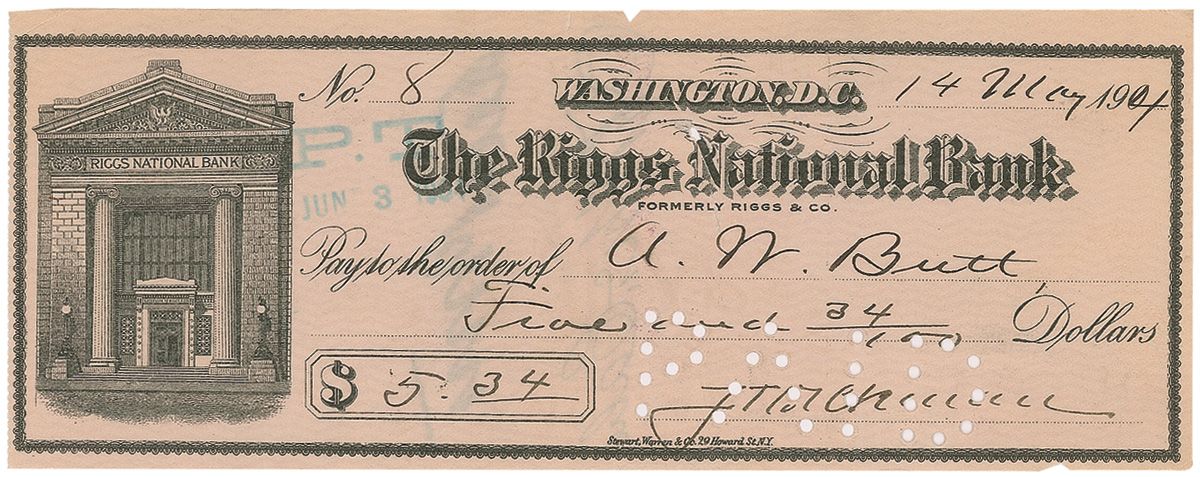 No. 8
WASHINGTON, D.C. 14 May 1904
P.T.
JUN 3
The Riggs National Bank
FORMERLY RIGGS & CO.
RIGGS NATIONAL BANK
Pay to the order of A. W. Butt
Five and 34/100 Dollars
$ 5.34
Stewart, Warren & Co. 29 Howard St. N.Y.